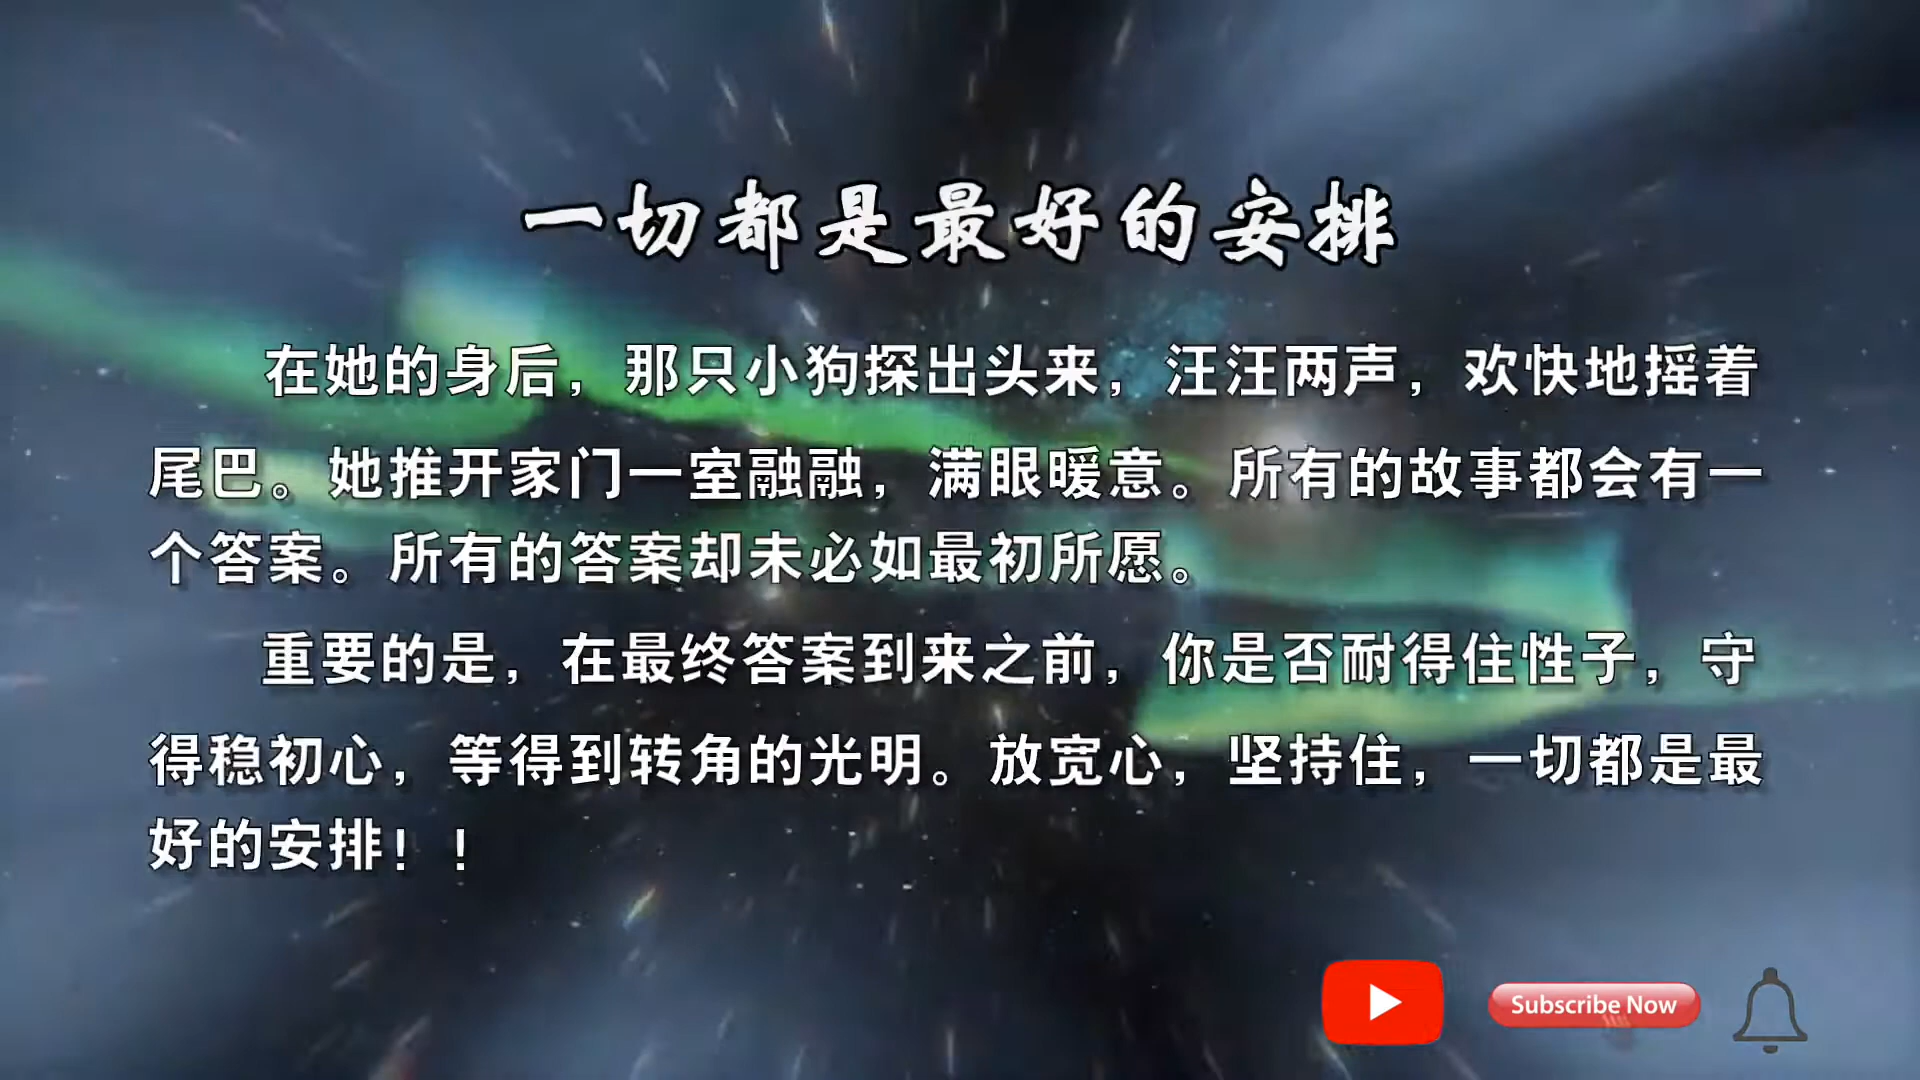 一切都是最好的安排
在她的身后，那只小狗探出头来，汪汪两声，欢快地摇着
尾巴。她推开家门一室融融，满眼暖意。所有的故事都会有一
个答案。所有的答案却未必如最初所愿。
重要的是，在最终答案到来之前，你是否耐得住性子，守
得稳初心，等得到转角的光明。放宽心，坚持住，一切都是最
好的安排！！
Subscribe Now